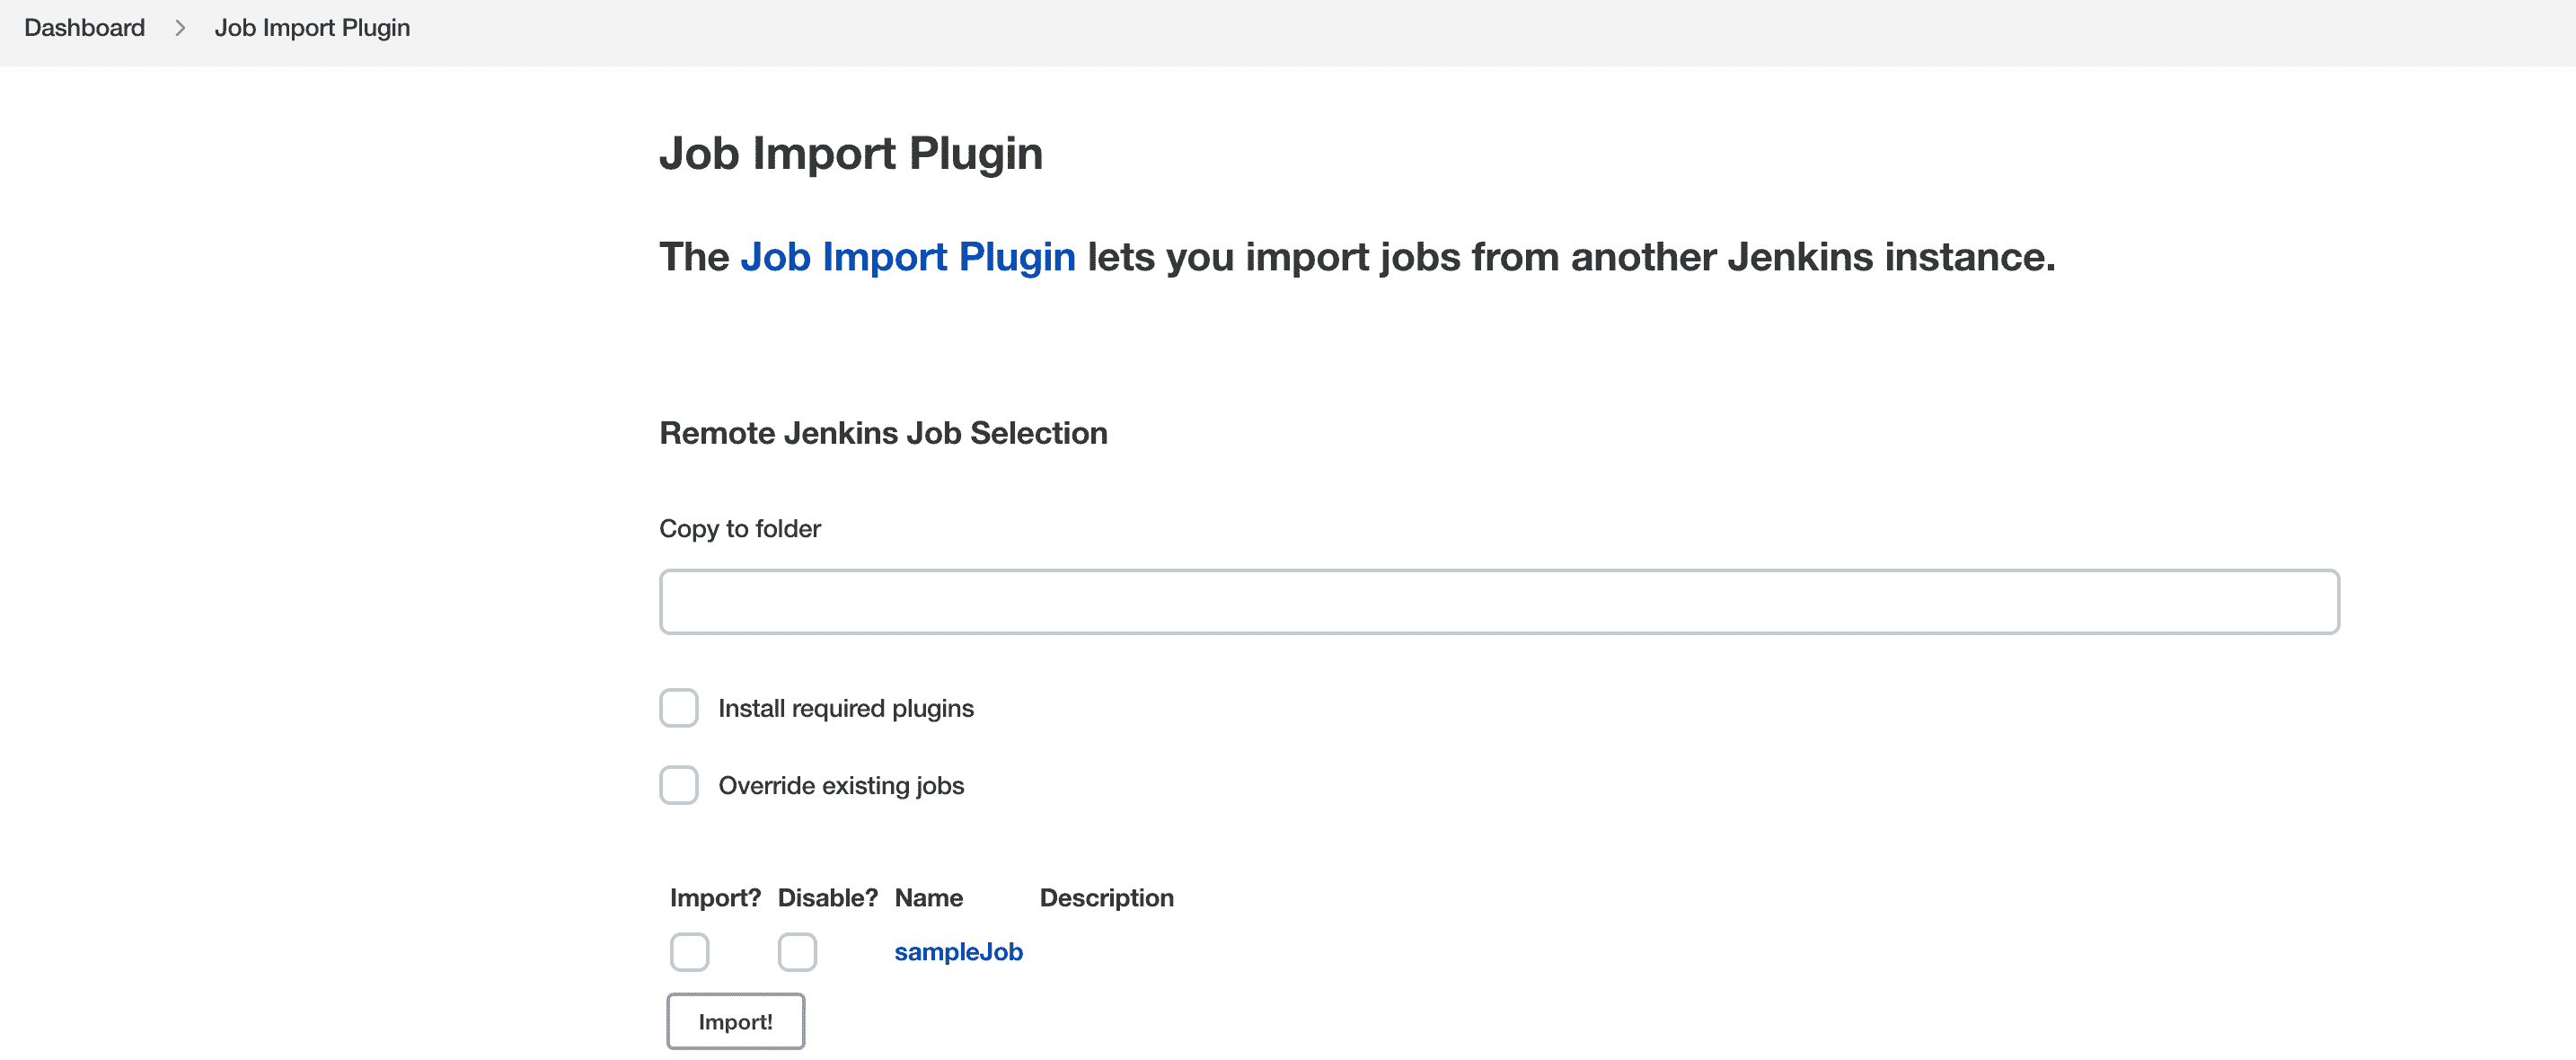 Dashboard > Job Import Plugin
Job Import Plugin
The Job Import Plugin lets you import jobs from another Jenkins instance.
Remote Jenkins Job Selection
Copy to folder
Install required plugins
Override existing jobs
Import? Disable? Name Description
sampleJob
Import!